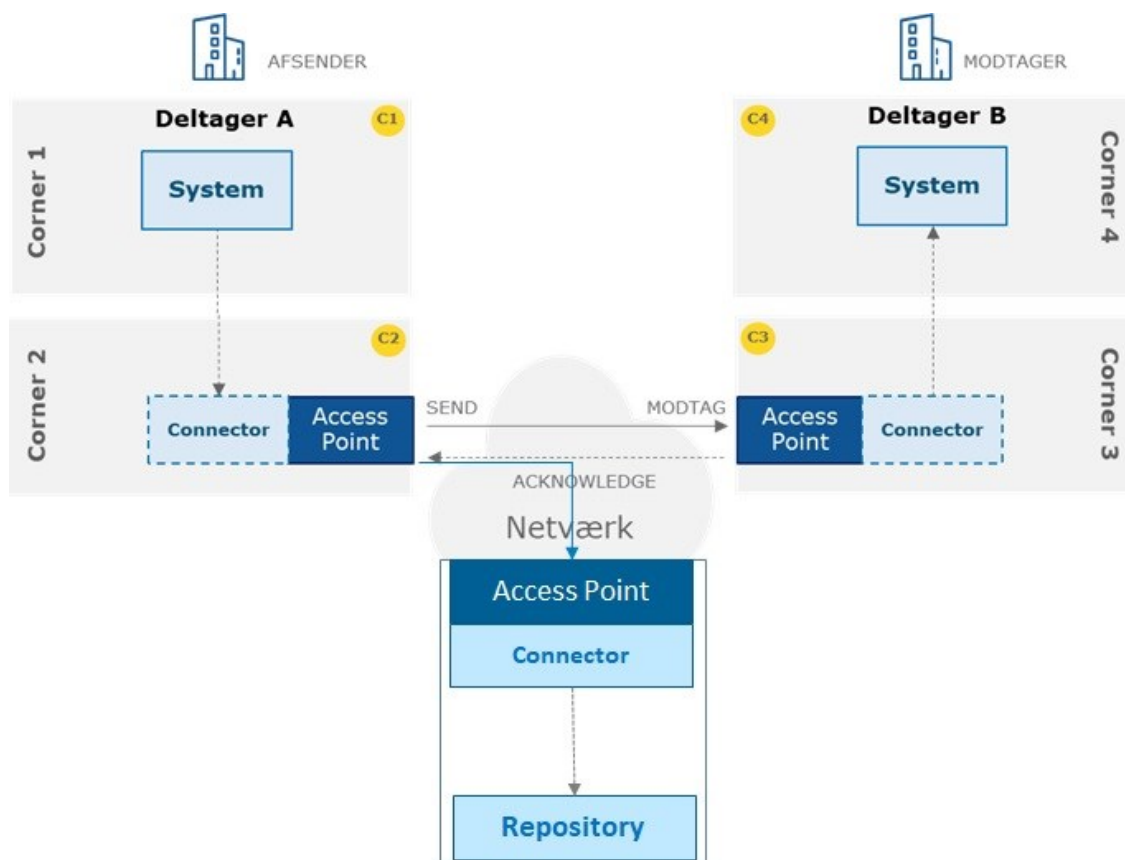 AFSENDER
MODTAGER
Deltager A
C1
C4
Deltager B
Corner 1
System
System
Corner 4
C2
C3
Corner 2
Connector
Access
Point
SEND
MODTAG
Access
Point
Connector
Corner 3
ACKNOWLEDGE
Netværk
Access Point
Connector
Repository